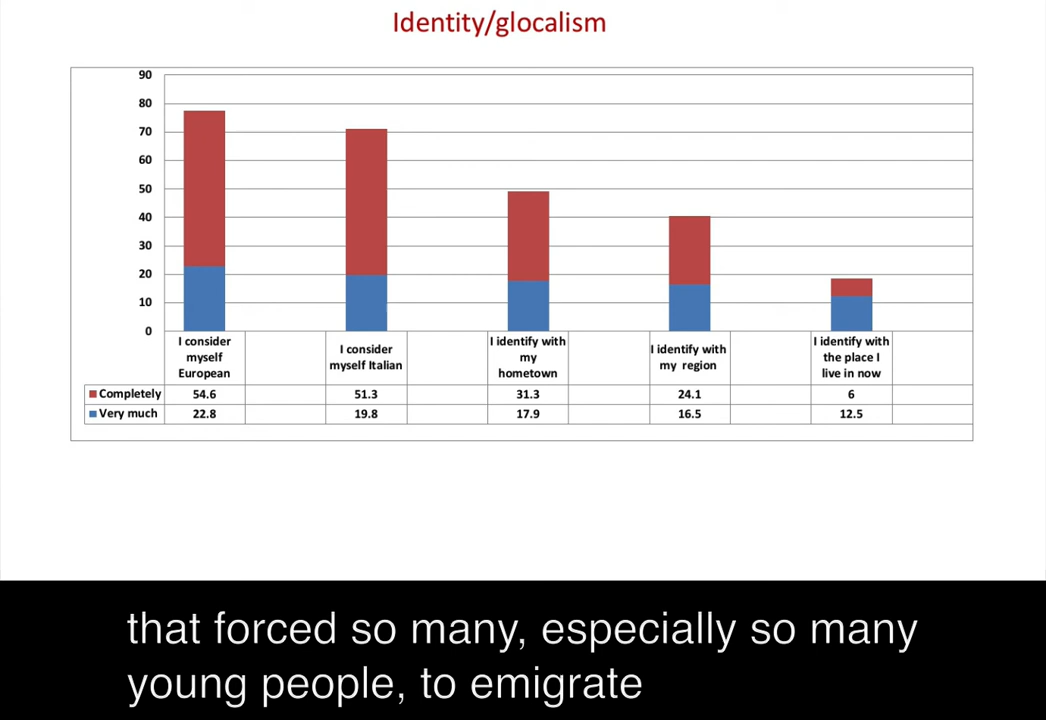 Identity/glocalism
90
80
70
60
50
40
30
20
10
0
I consider
myself
European
I consider
myself Italian
I identify with
my
hometown
I identify with
my region
I identify with
the place I
live in now
Completely 54.6 51.3 31.3 24.1 6
Very much 22.8 19.8 17.9 16.5 12.5
that forced so many, especially so many
young people, to emigrate